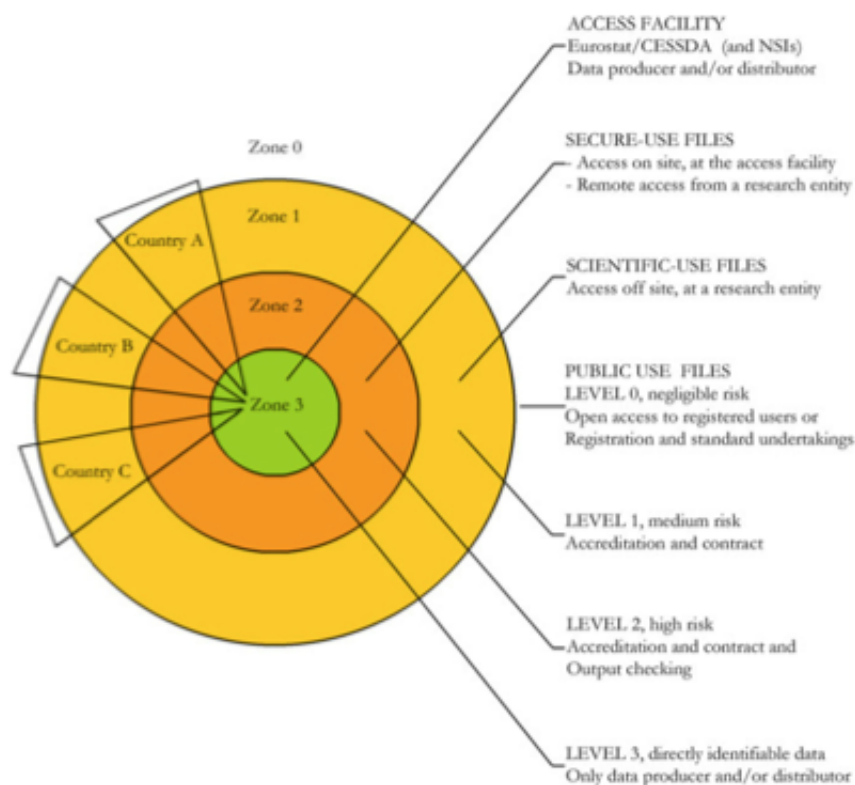 ACCESS FACILITY
Eurostat/CESSDA (and NSIs)
Data producer and/or distributor
Zone 0
SECURE-USE FILES
- Access on site, at the access facility
- Remote access from a research entity
Zone 1
Country A
SCIENTIFIC-USE FILES
Access off site, at a research entity
Zone 2
Country B
PUBLIC USE FILES
LEVEL 0, negligible risk
Open access to registered users or
Registration and standard undertakings
Zone 3
Country C
LEVEL 1, medium risk
Accreditation and contract
LEVEL 2, high risk
Accreditation and contract and
Output checking
LEVEL 3, directly identifiable data
Only data producer and/or distributor